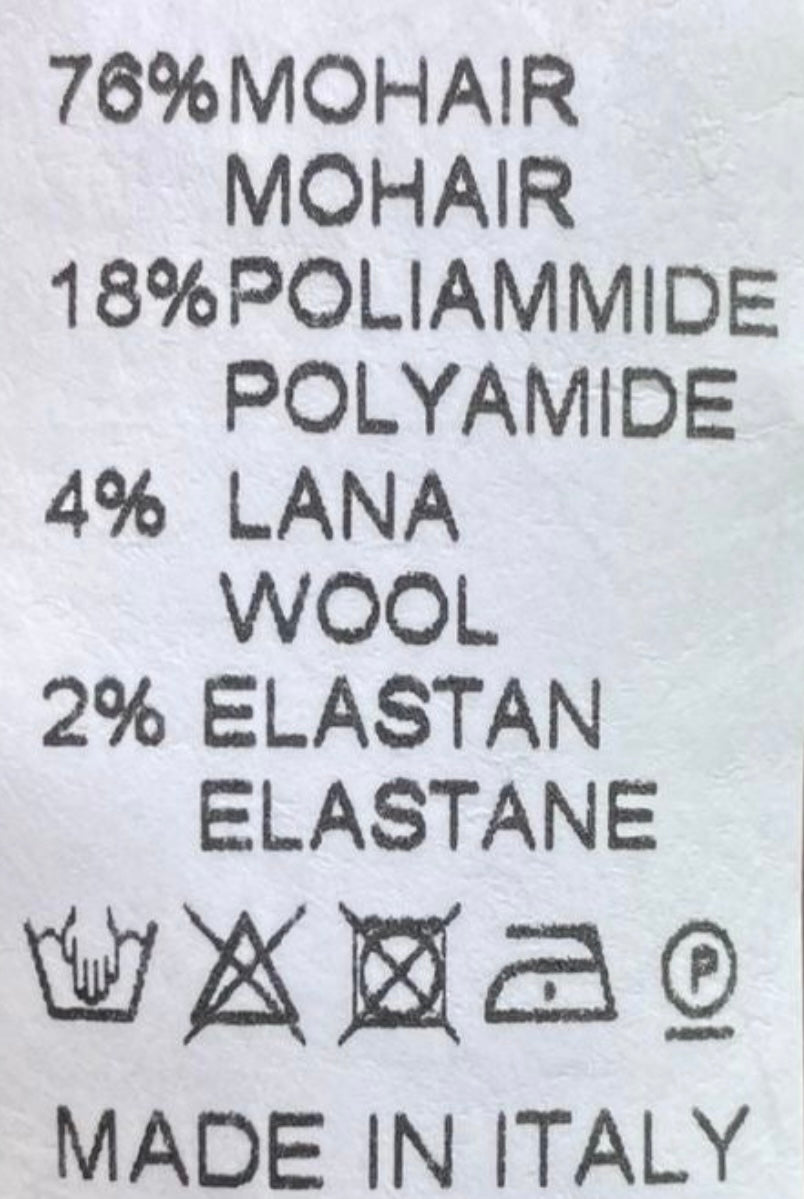 76% MOHAIR
MOHAIR
18% POLIAMMIDE
POLYAMIDE
4% LANA
WOOL
2% ELASTAN
ELASTANE
P
MADE IN ITALY